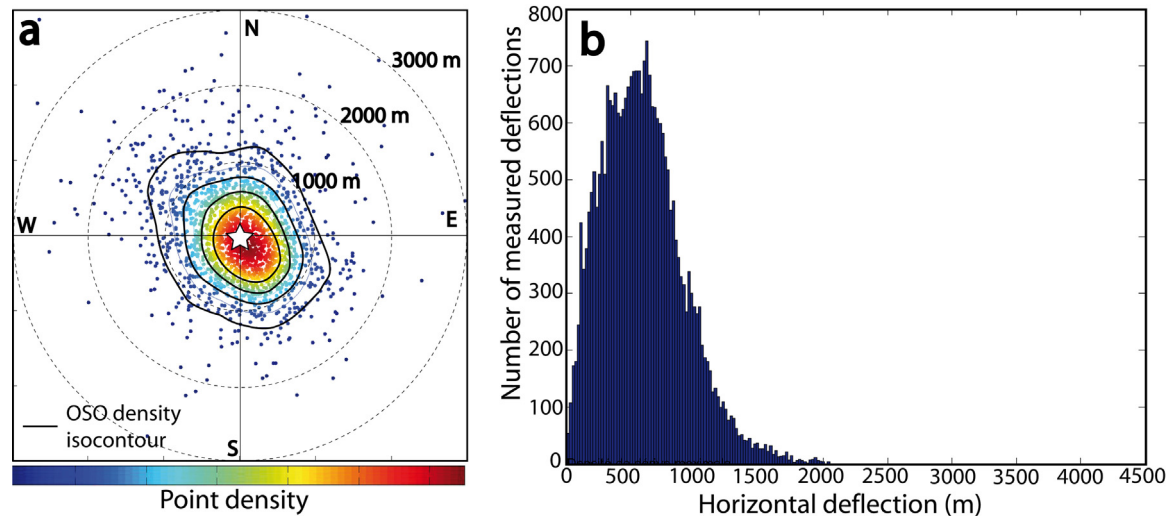 a
N
3000 m
2000 m
1000 m
W
E
S
OSO density
isocontour
Point density
b
Number of measured deflections
800
700
600
500
400
300
200
100
0
0 500 1000 1500 2000 2500 3000 3500 4000 4500
Horizontal deflection (m)